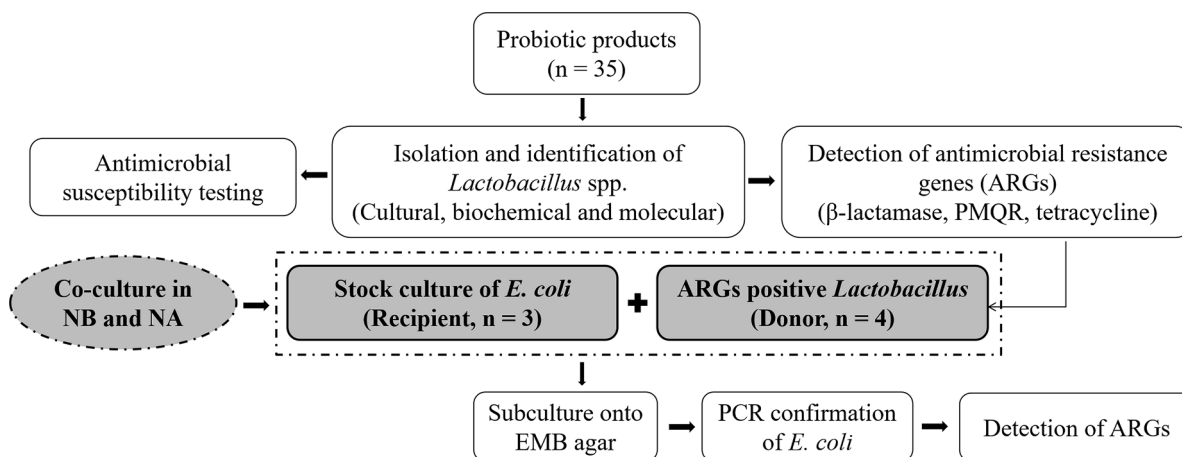 Probiotic products
(n = 35)
Antimicrobial
susceptibility testing
Isolation and identification of
Lactobacillus spp.
(Cultural, biochemical and molecular)
Detection of antimicrobial resistance
genes (ARGs)
(β-lactamase, PMQR, tetracycline)
Co-culture in
NB and NA
Stock culture of E. coli
(Recipient, n = 3)
+
ARGs positive Lactobacillus
(Donor, n = 4)
Subculture onto
EMB agar
PCR confirmation
of E. coli
Detection of ARGs